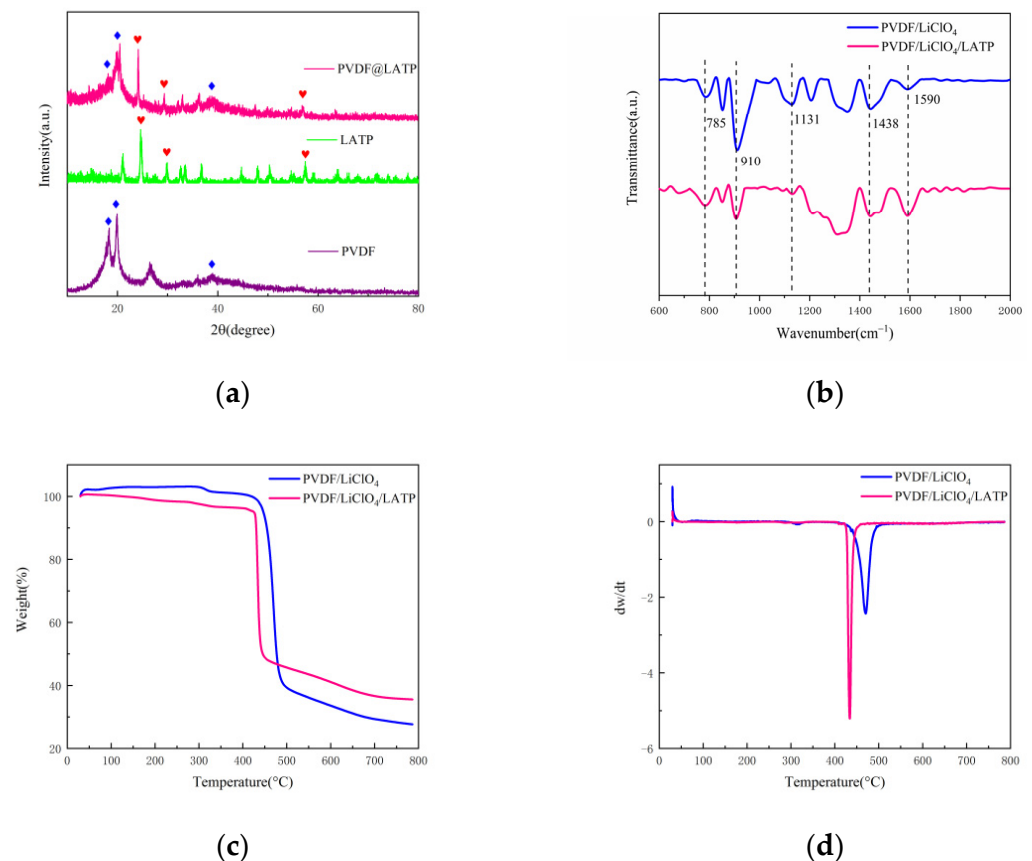 PVDF@LATP
LATP
PVDF
Intensity(a.u.)
20
40
60
80
2θ(degree)
(a)
PVDF/LiClO₄
PVDF/LiClO₄/LATP
785
910
1131
1438
1590
Transmittance(a.u.)
600
800
1000
1200
1400
1600
1800
2000
Wavenumber(cm⁻¹)
(b)
PVDF/LiClO₄
PVDF/LiClO₄/LATP
100
80
60
40
20
Weight(%)
0
100
200
300
400
500
600
700
800
Temperature(°C)
(c)
PVDF/LiClO₄
PVDF/LiClO₄/LATP
0
−2
−4
−6
dw/dt
0
100
200
300
400
500
600
700
800
Temperature(°C)
(d)